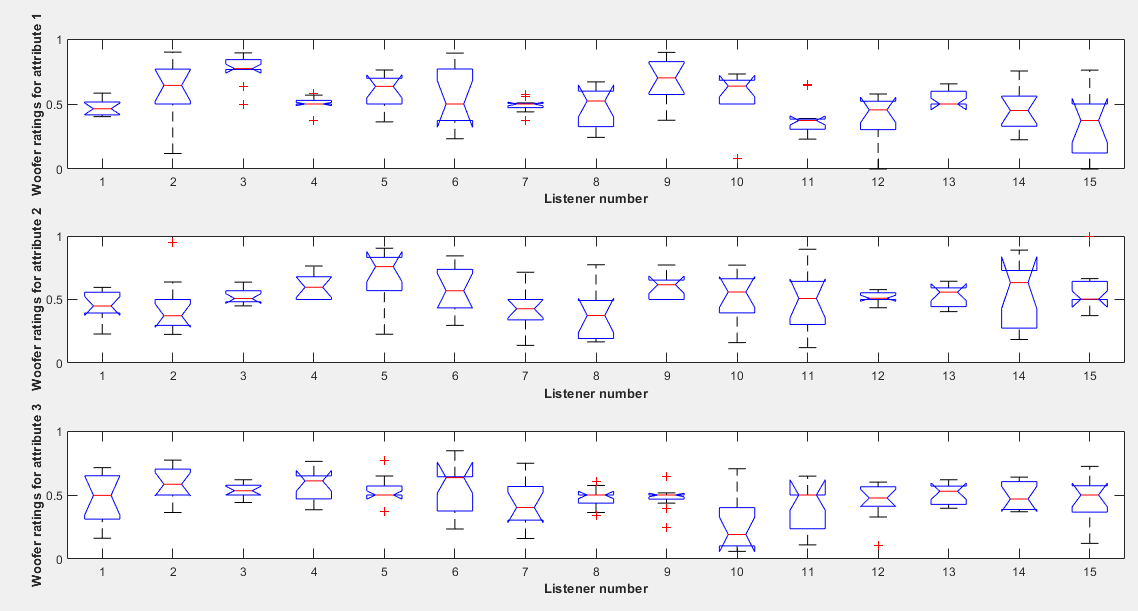 Woofer ratings for attribute 1
1
0.5
0
1 2 3 4 5 6 7 8 9 10 11 12 13 14 15
Listener number
Woofer ratings for attribute 2
1
0.5
0
1 2 3 4 5 6 7 8 9 10 11 12 13 14 15
Listener number
Woofer ratings for attribute 3
1
0.5
0
1 2 3 4 5 6 7 8 9 10 11 12 13 14 15
Listener number